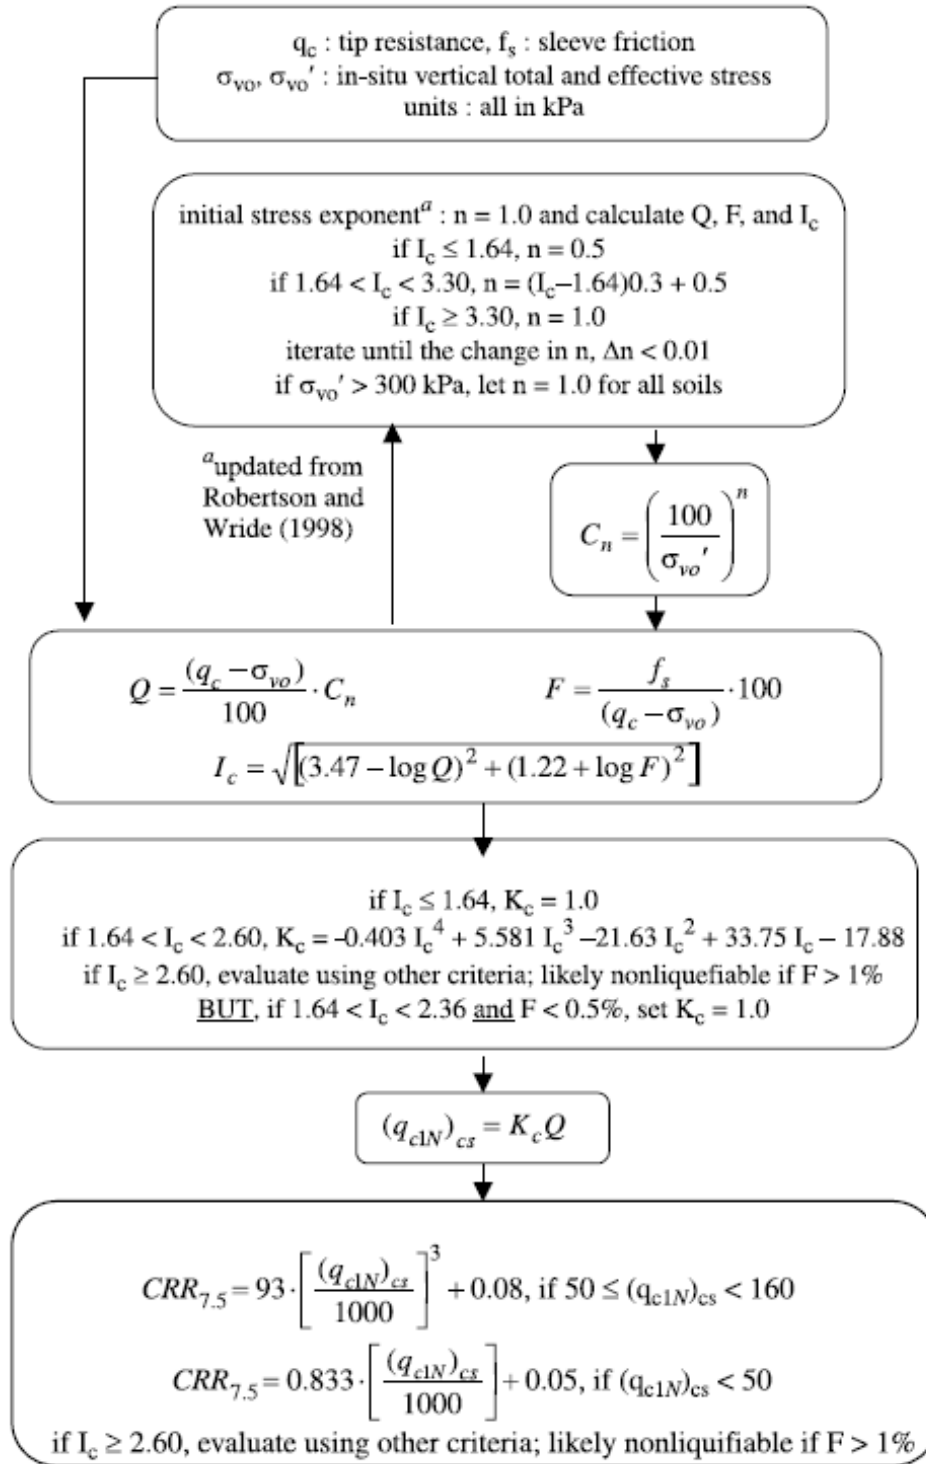 q_c : tip resistance, f_s : sleeve friction
σ_vo, σ_vo' : in-situ vertical total and effective stress
units : all in kPa
initial stress exponent^a : n = 1.0 and calculate Q, F, and I_c
if I_c ≤ 1.64, n = 0.5
if 1.64 < I_c < 3.30, n = (I_c–1.64)0.3 + 0.5
if I_c ≥ 3.30, n = 1.0
iterate until the change in n, Δn < 0.01
if σ_vo' > 300 kPa, let n = 1.0 for all soils
^a updated from
Robertson and
Wride (1998)
C_n = (100 / σ_vo')^n
Q = (q_c – σ_vo) / 100 · C_n
F = f_s / (q_c – σ_vo) · 100
I_c = √[(3.47 – log Q)^2 + (1.22 + log F)^2]
if I_c ≤ 1.64, K_c = 1.0
if 1.64 < I_c < 2.60, K_c = –0.403 I_c^4 + 5.581 I_c^3 –21.63 I_c^2 + 33.75 I_c – 17.88
if I_c ≥ 2.60, evaluate using other criteria; likely nonliquefiable if F > 1%
BUT, if 1.64 < I_c < 2.36 and F < 0.5%, set K_c = 1.0
(q_c1N)_cs = K_c Q
CRR_7.5 = 93 · [(q_c1N)_cs / 1000]^3 + 0.08, if 50 ≤ (q_c1N)_cs < 160
CRR_7.5 = 0.833 · [(q_c1N)_cs / 1000] + 0.05, if (q_c1N)_cs < 50
if I_c ≥ 2.60, evaluate using other criteria; likely nonliquifiable if F > 1%